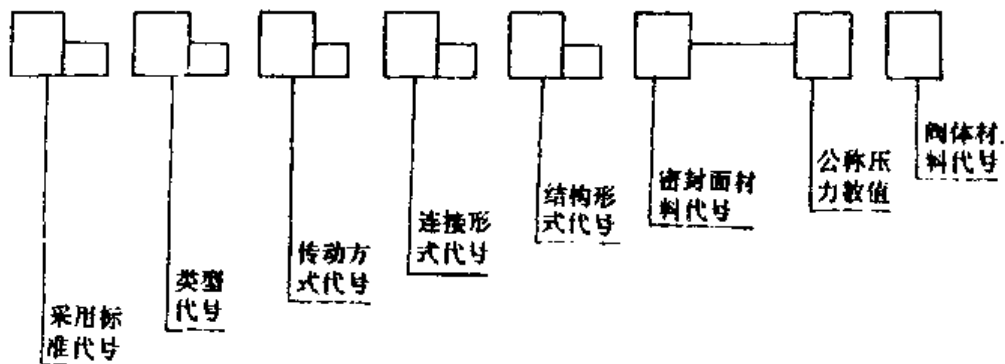 采用标
准代号
类型
代号
传动方
式代号
连接形
式代号
结构形
式代号
密封面材
料代号
公称压
力数值
阀体材
料代号